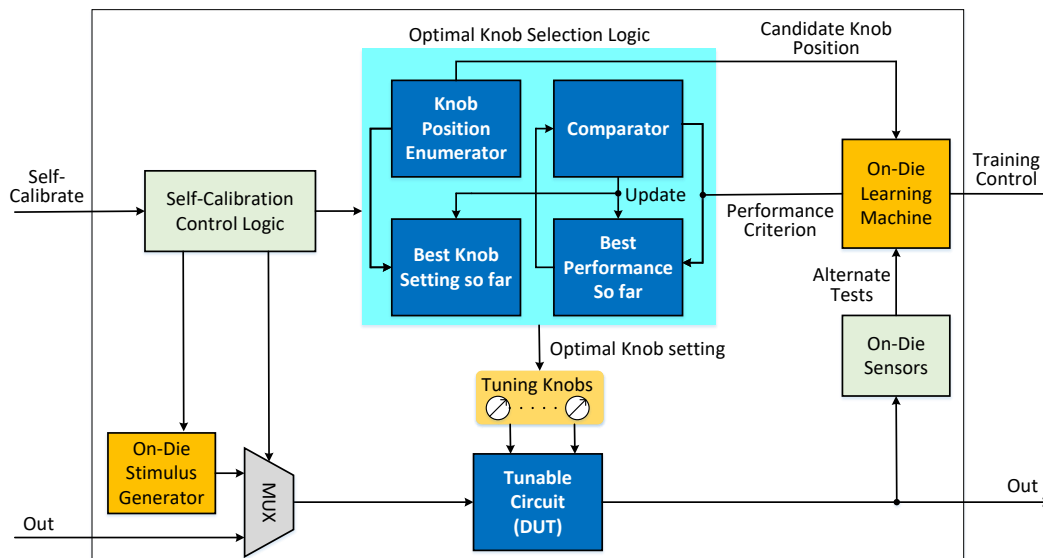 Optimal Knob Selection Logic
Candidate Knob
Position
Knob
Position
Enumerator
Comparator
Self-
Calibrate
Self-Calibration
Control Logic
Update
On-Die
Learning
Machine
Training
Control
Performance
Criterion
Best Knob
Setting so far
Best
Performance
So far
Alternate
Tests
Optimal Knob setting
On-Die
Sensors
Tuning Knobs
. . . .
On-Die
Stimulus
Generator
MUX
Tunable
Circuit
(DUT)
Out
Out